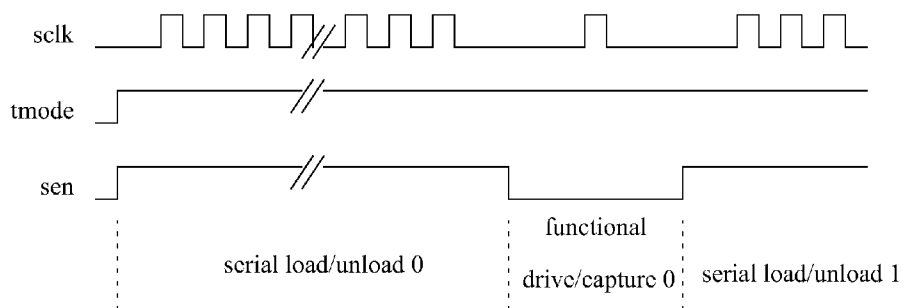 sclk
tmode
sen
functional
serial load/unload 0
drive/capture 0
serial load/unload 1